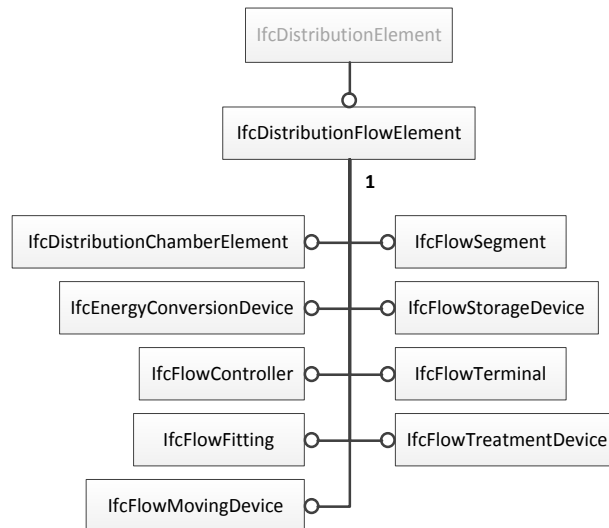 IfcDistributionElement
IfcDistributionFlowElement
1
IfcDistributionChamberElement
IfcFlowSegment
IfcEnergyConversionDevice
IfcFlowStorageDevice
IfcFlowController
IfcFlowTerminal
IfcFlowFitting
IfcFlowTreatmentDevice
IfcFlowMovingDevice